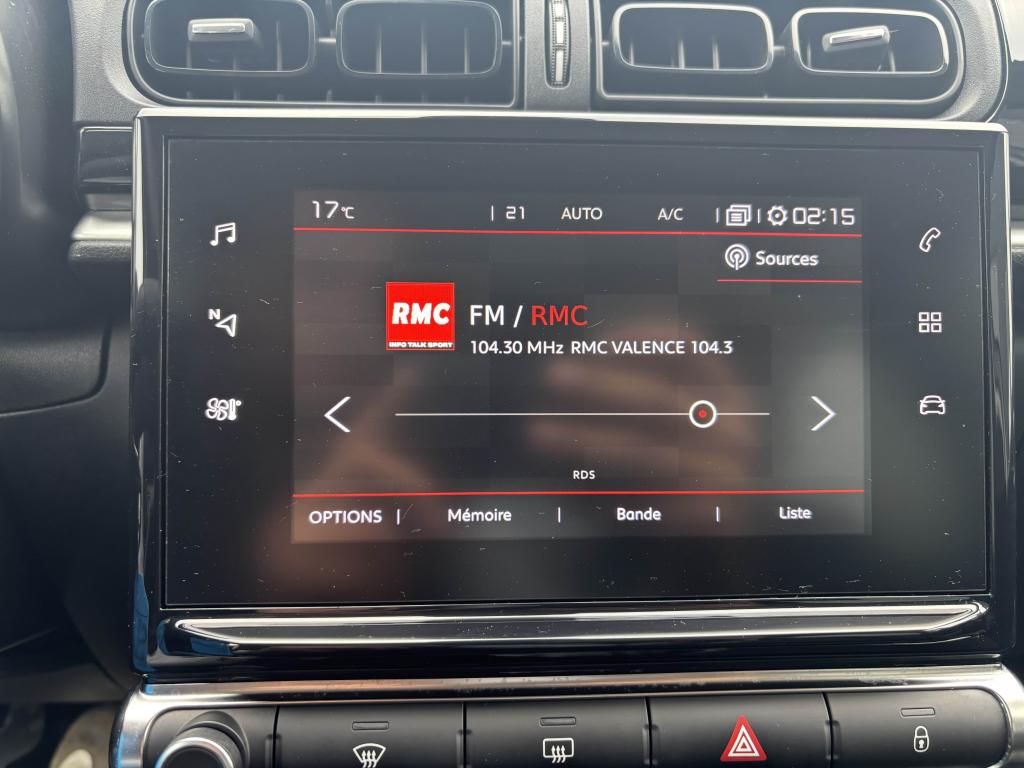 17°C | 21 AUTO A/C | | 02:15
Sources
RMC
INFO TALK SPORT
FM / RMC
104.30 MHz RMC VALENCE 104.3
N
RDS
OPTIONS | Mémoire | Bande | Liste